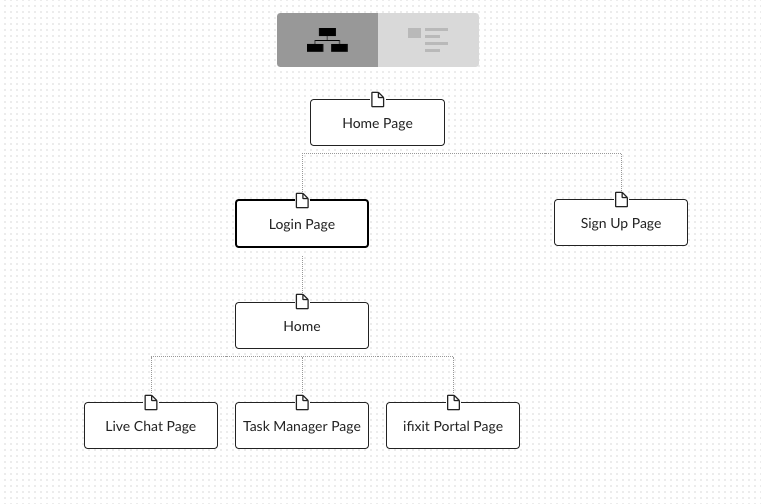 Home Page
Login Page
Sign Up Page
Home
Live Chat Page
Task Manager Page
ifixit Portal Page